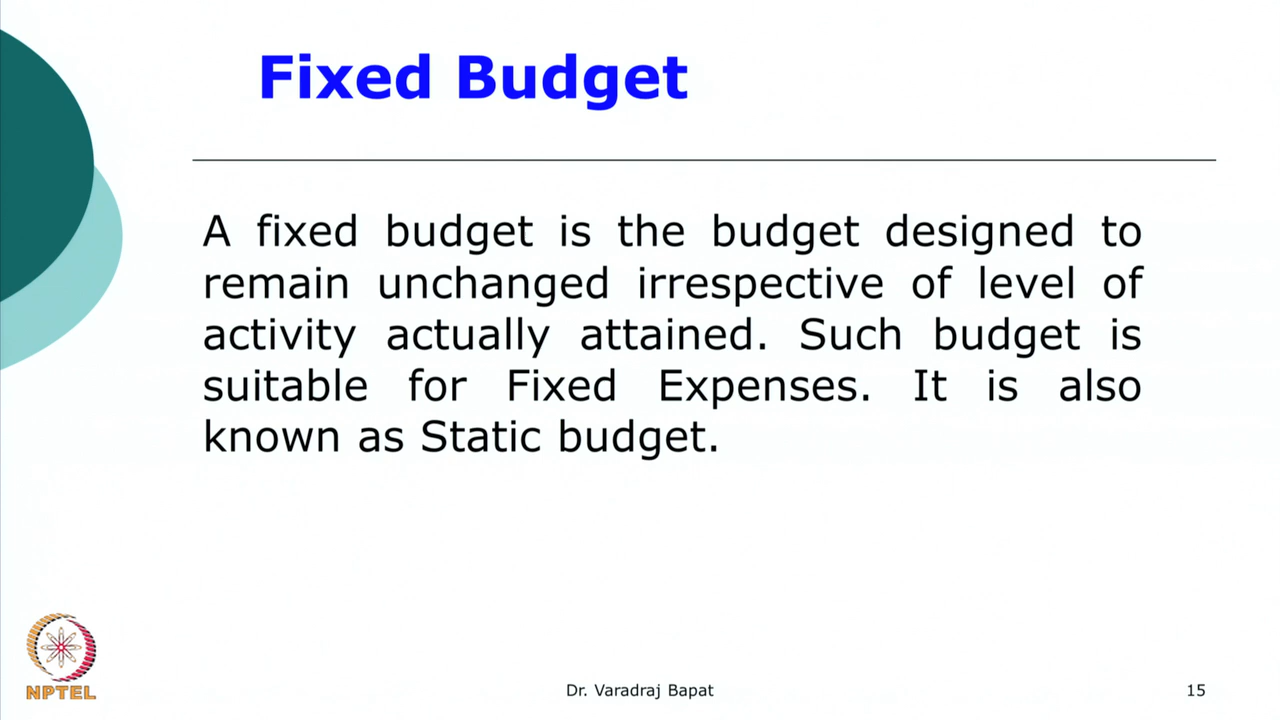 Fixed Budget
A fixed budget is the budget designed to
remain unchanged irrespective of level of
activity actually attained. Such budget is
suitable for Fixed Expenses. It is also
known as Static budget.
NPTEL
Dr. Varadraj Bapat
15